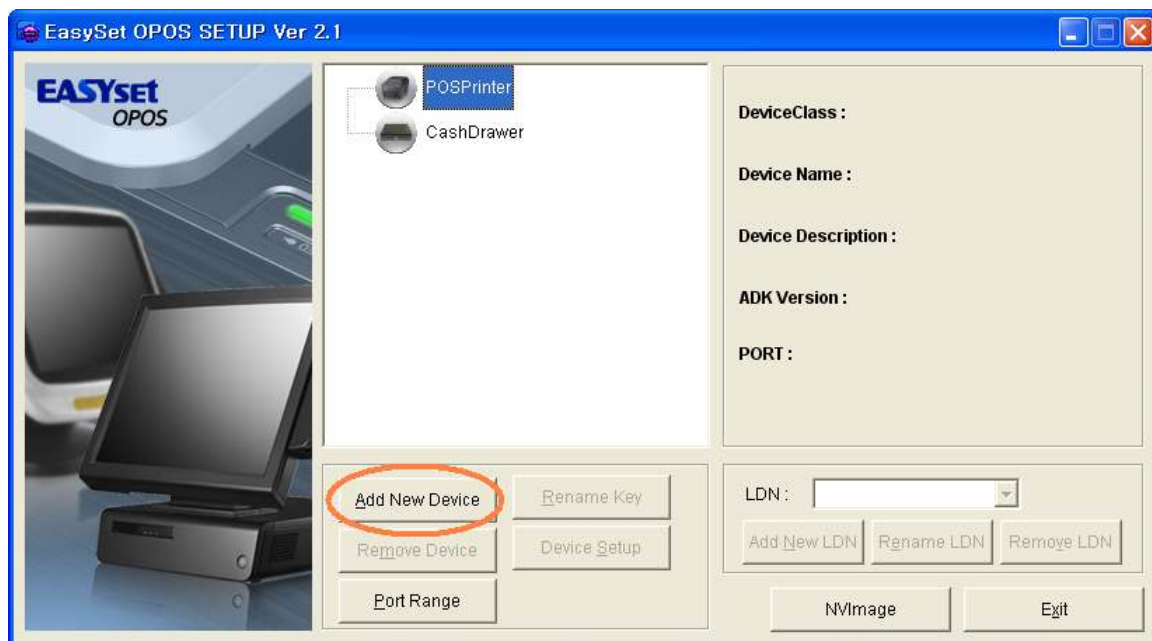 EasySet OPOS SETUP Ver 2.1
EASYset
OPOS
POSPrinter
CashDrawer
DeviceClass :
Device Name :
Device Description :
ADK Version :
PORT :
Add New Device
Rename Key
Remove Device
Device Setup
Port Range
LDN :
Add New LDN
Rename LDN
Remove LDN
NVImage
Exit